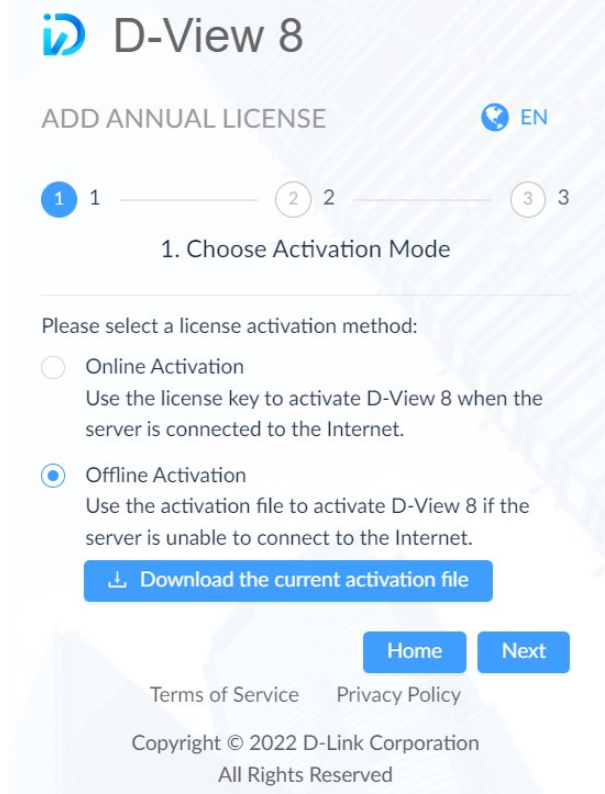 D-View 8
ADD ANNUAL LICENSE EN
1 1 2 2 3 3
1. Choose Activation Mode
Please select a license activation method:
Online Activation
Use the license key to activate D-View 8 when the
server is connected to the Internet.
Offline Activation
Use the activation file to activate D-View 8 if the
server is unable to connect to the Internet.
Download the current activation file
Home Next
Terms of Service Privacy Policy
Copyright © 2022 D-Link Corporation
All Rights Reserved